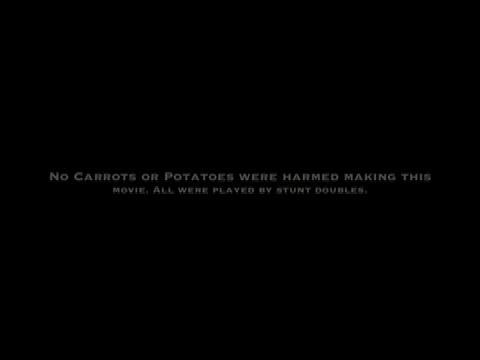 No Carrots or Potatoes were harmed making this
movie. All were played by stunt doubles.